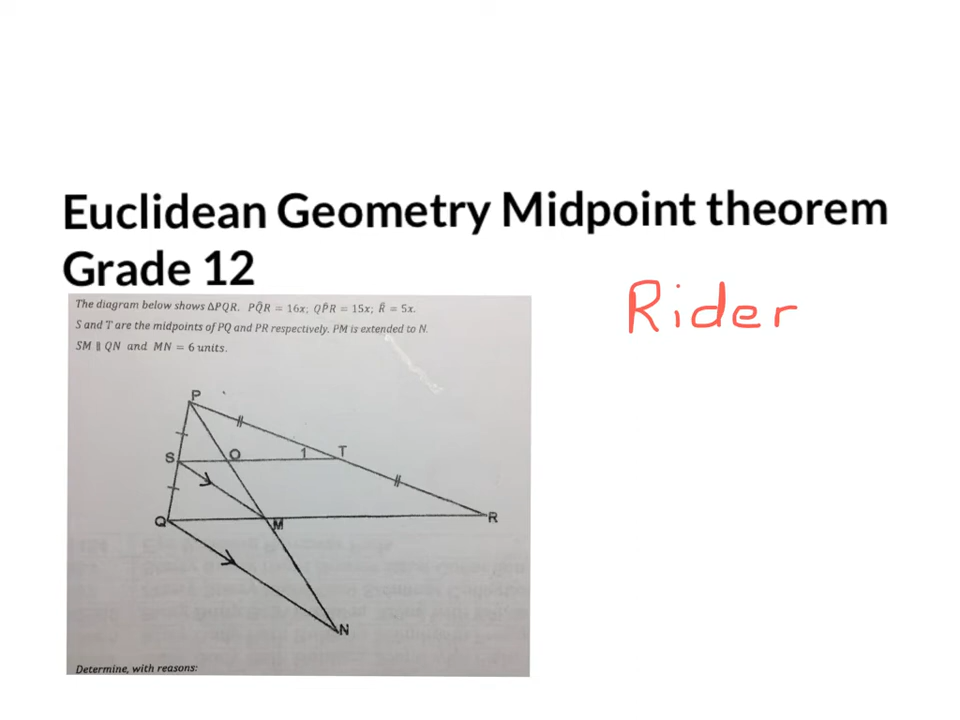 Euclidean Geometry Midpoint theorem
Grade 12
Rider
The diagram below shows ΔPQR. PQ̂R = 16x; QP̂R = 15x; R̂ = 5x.
S and T are the midpoints of PQ and PR respectively. PM is extended to N.
SM ∥ QN and MN = 6 units.
P
S O 1 T
Q M R
N
Determine, with reasons: